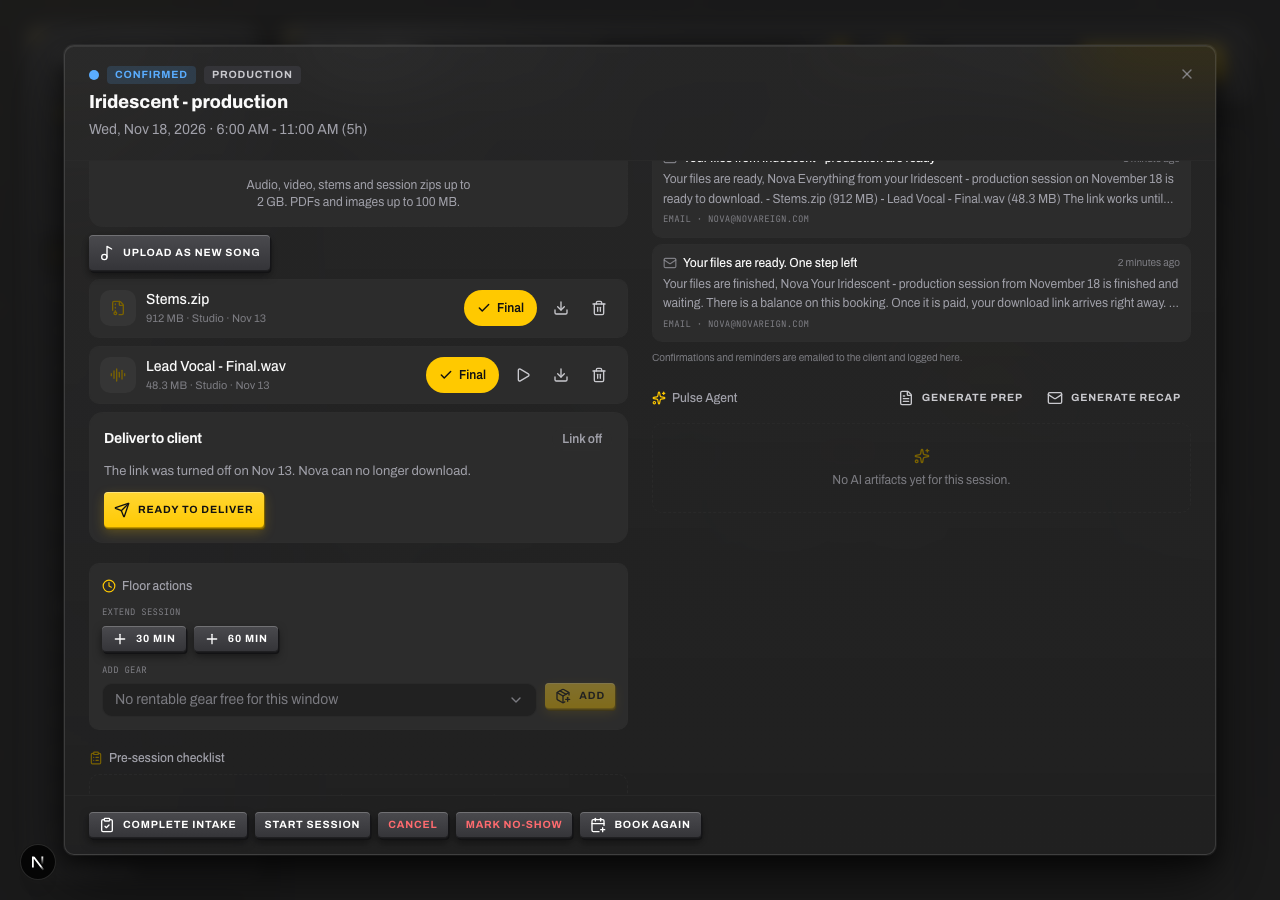 CONFIRMED
PRODUCTION
Iridescent - production
Wed, Nov 18, 2026 · 6:00 AM - 11:00 AM (5h)
Audio, video, stems and session zips up to
2 GB. PDFs and images up to 100 MB.
UPLOAD AS NEW SONG
Stems.zip
912 MB · Studio · Nov 13
Final
Lead Vocal - Final.wav
48.3 MB · Studio · Nov 13
Final
Deliver to client
Link off
The link was turned off on Nov 13. Nova can no longer download.
READY TO DELIVER
Floor actions
EXTEND SESSION
30 MIN
60 MIN
ADD GEAR
No rentable gear free for this window
ADD
Pre-session checklist
Your files from Iridescent - production are ready
Your files are ready, Nova Everything from your Iridescent - production session on November 18 is
ready to download. - Stems.zip (912 MB) - Lead Vocal - Final.wav (48.3 MB) The link works until…
EMAIL · NOVA@NOVAREIGN.COM
Your files are ready. One step left
2 minutes ago
Your files are finished, Nova Your Iridescent - production session from November 18 is finished and
waiting. There is a balance on this booking. Once it is paid, your download link arrives right away. …
EMAIL · NOVA@NOVAREIGN.COM
Confirmations and reminders are emailed to the client and logged here.
Pulse Agent
GENERATE PREP
GENERATE RECAP
No AI artifacts yet for this session.
COMPLETE INTAKE
START SESSION
CANCEL
MARK NO-SHOW
BOOK AGAIN
N